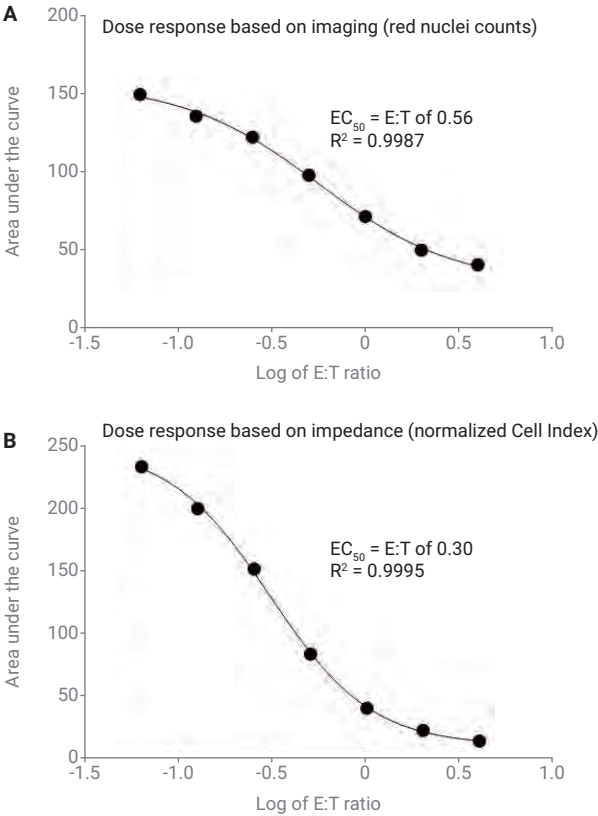 A
Dose response based on imaging (red nuclei counts)
200
150
100
50
0
Area under the curve
EC50 = E:T of 0.56
R² = 0.9987
-1.5 -1.0 -0.5 0 0.5 1.0
Log of E:T ratio
B
Dose response based on impedance (normalized Cell Index)
250
200
150
100
50
0
Area under the curve
EC50 = E:T of 0.30
R² = 0.9995
-1.5 -1.0 -0.5 0 0.5 1.0
Log of E:T ratio